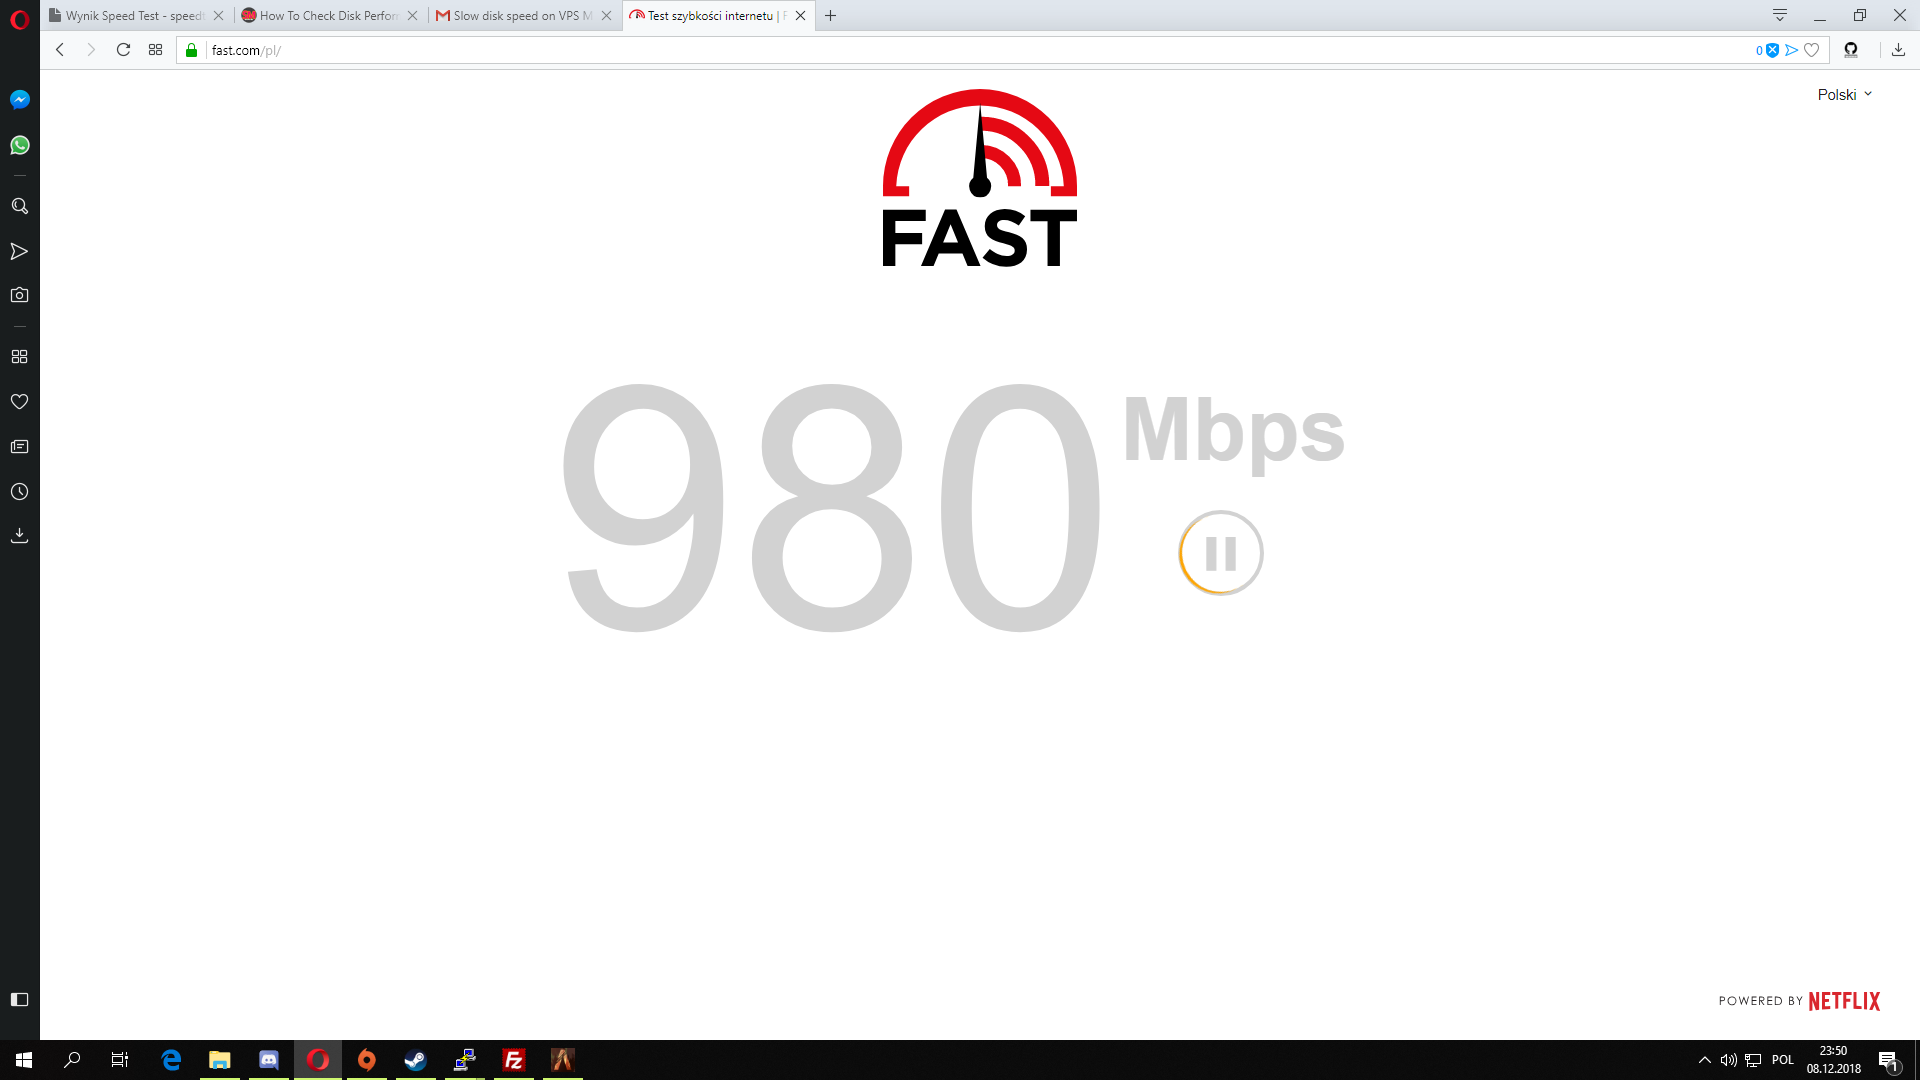 Wynik Speed Test - speedt
How To Check Disk Perfor
Slow disk speed on VPS M
Test szybkości internetu | F
fast.com/pl/
0
Polski
FAST
980 Mbps
POWERED BY NETFLIX
POL
23:50
08.12.2018
1